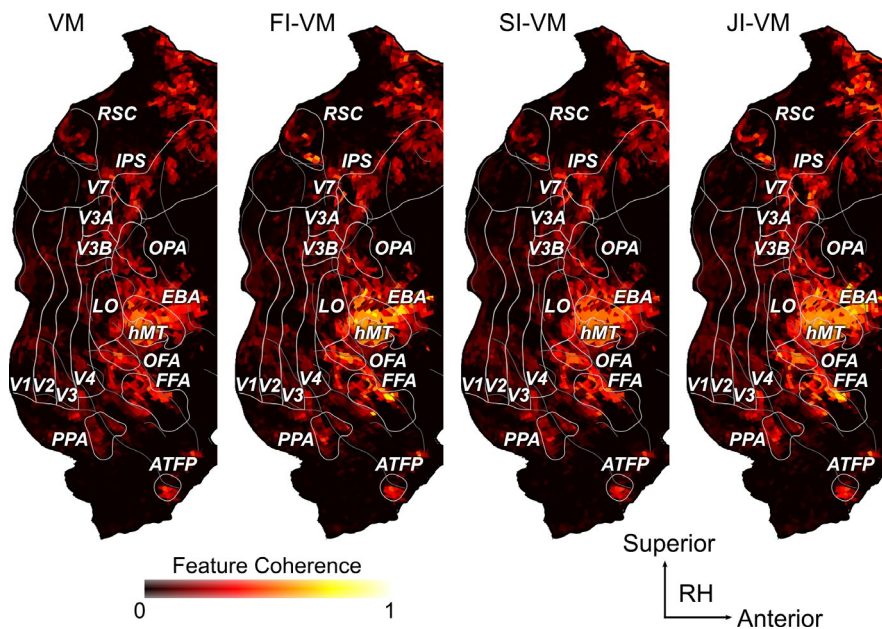 VM FI-VM SI-VM JI-VM
RSC RSC RSC RSC
IPS IPS IPS IPS
V7 V7 V7 V7
V3A V3A V3A V3A
V3B OPA V3B OPA V3B OPA V3B OPA
LO EBA LO EBA LO EBA LO EBA
hMT hMT hMT hMT
OFA OFA OFA OFA
V1 V2 V3 V4 FFA V1 V2 V3 V4 FFA V1 V2 V3 V4 FFA V1 V2 V3 V4 FFA
PPA PPA PPA PPA
ATFP ATFP ATFP ATFP
Feature Coherence
0 1
Superior
RH
Anterior